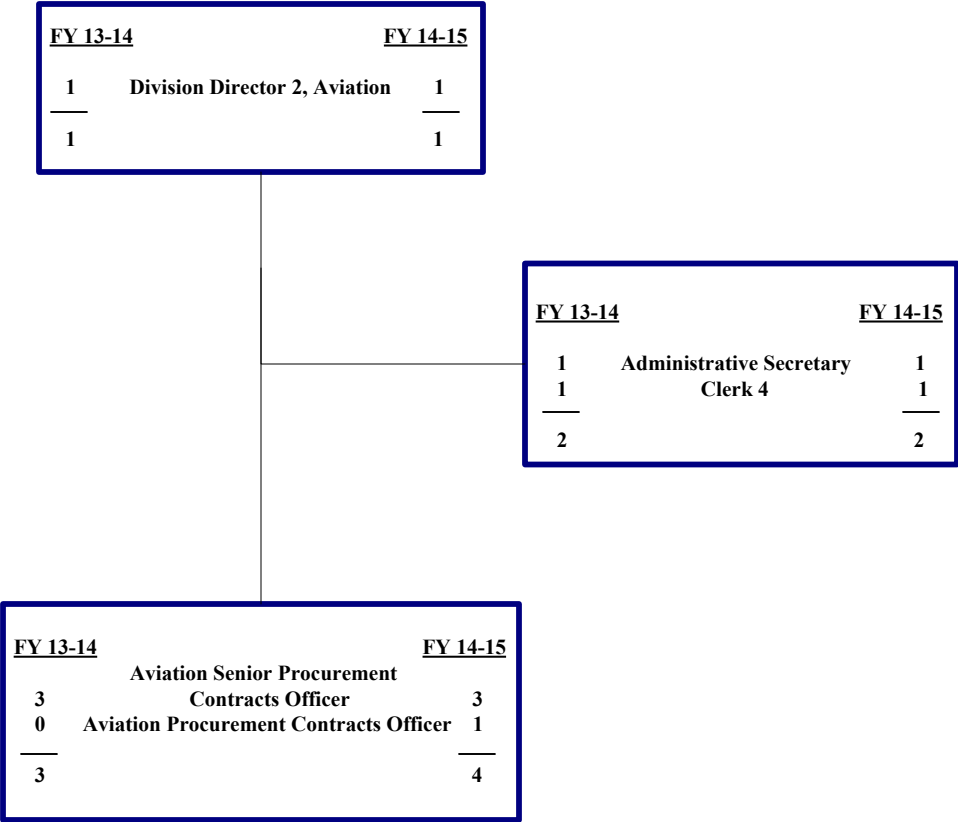 FY 13-14 FY 14-15
1 Division Director 2, Aviation 1
1 1
FY 13-14 FY 14-15
1 Administrative Secretary 1
1 Clerk 4 1
2 2
FY 13-14 FY 14-15
Aviation Senior Procurement
3 Contracts Officer 3
0 Aviation Procurement Contracts Officer 1
3 4